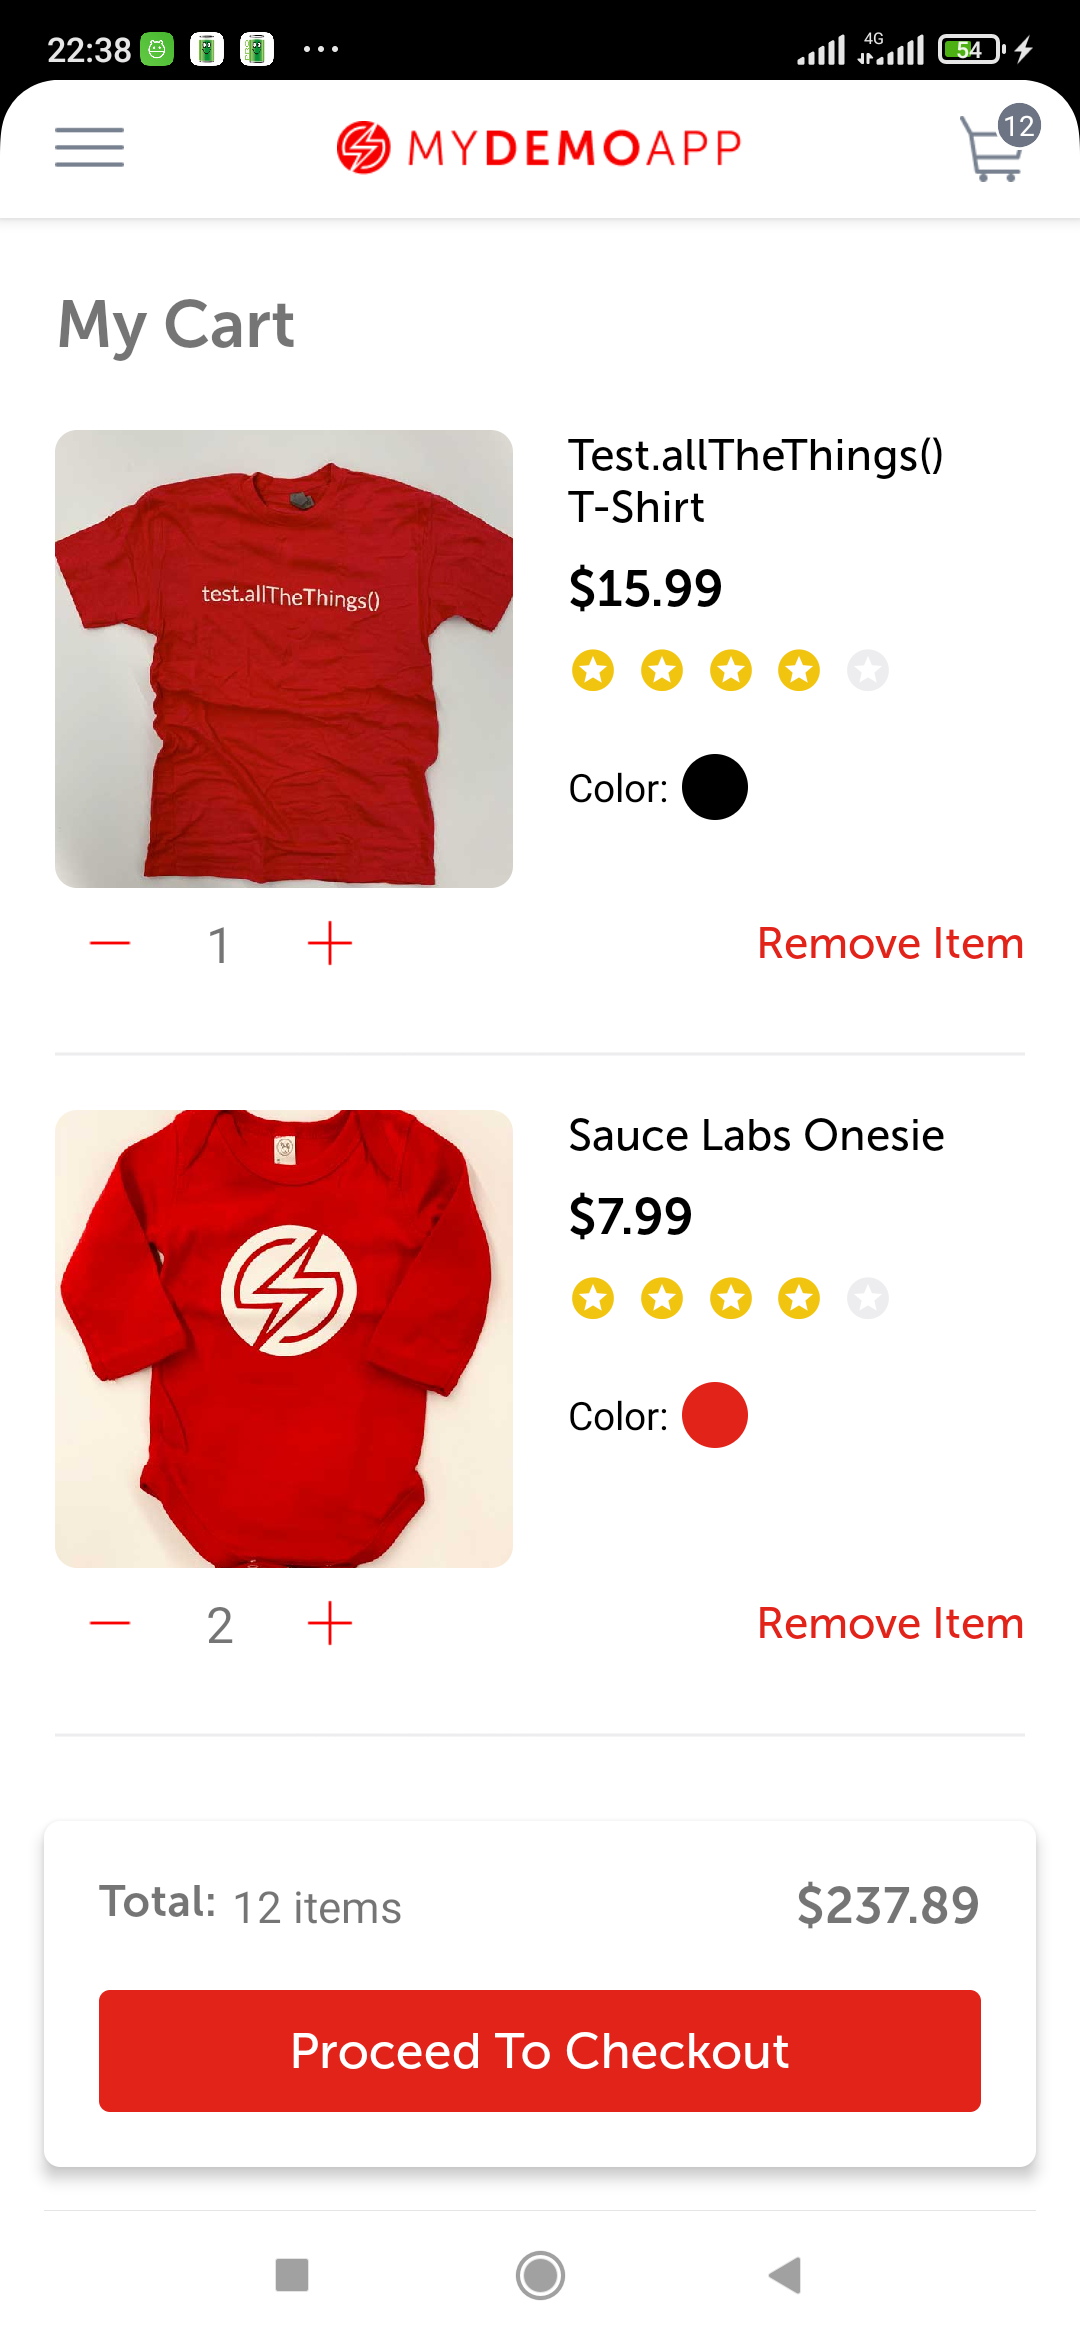 22:38
4G
54
MYDEMOAPP
12
My Cart
test.allTheThings()
Test.allTheThings()
T-Shirt
$15.99
Color:
1
Remove Item
Sauce Labs Onesie
$7.99
Color:
2
Remove Item
Total: 12 items
$237.89
Proceed To Checkout